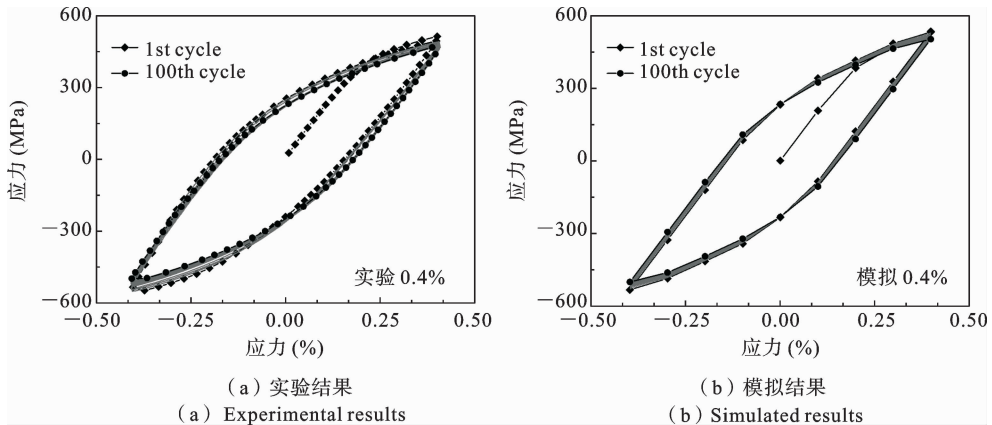 600
300
0
−300
−600
应力 (MPa)
1st cycle
100th cycle
实验 0.4%
−0.50 −0.25 0.00 0.25 0.50
应力 (%)
（a）实验结果
（a） Experimental results
600
300
0
−300
−600
应力 (MPa)
1st cycle
100th cycle
模拟 0.4%
−0.50 −0.25 0.00 0.25 0.50
应力 (%)
（b）模拟结果
（b）Simulated results